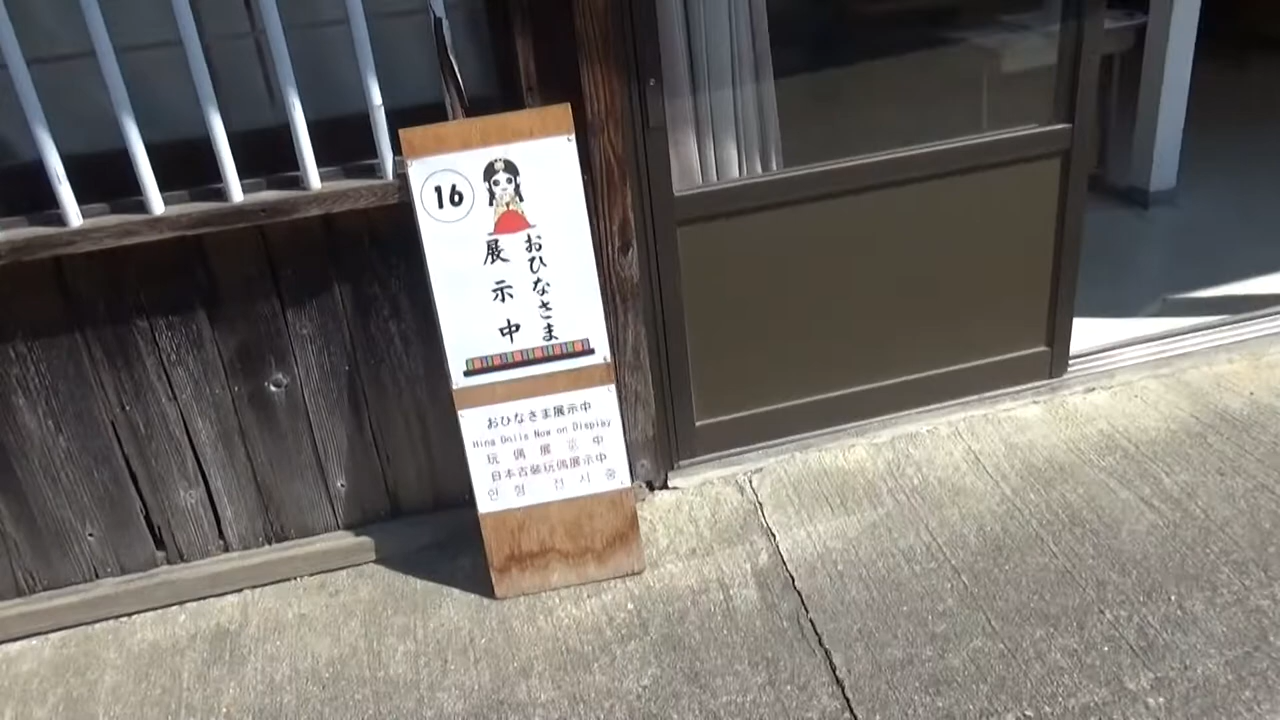 16
おひなさま
展示中
おひなさま展示中
Hina Dolls Now on Display
玩偶展示中
日本古装玩偶展示中
인형 전시중